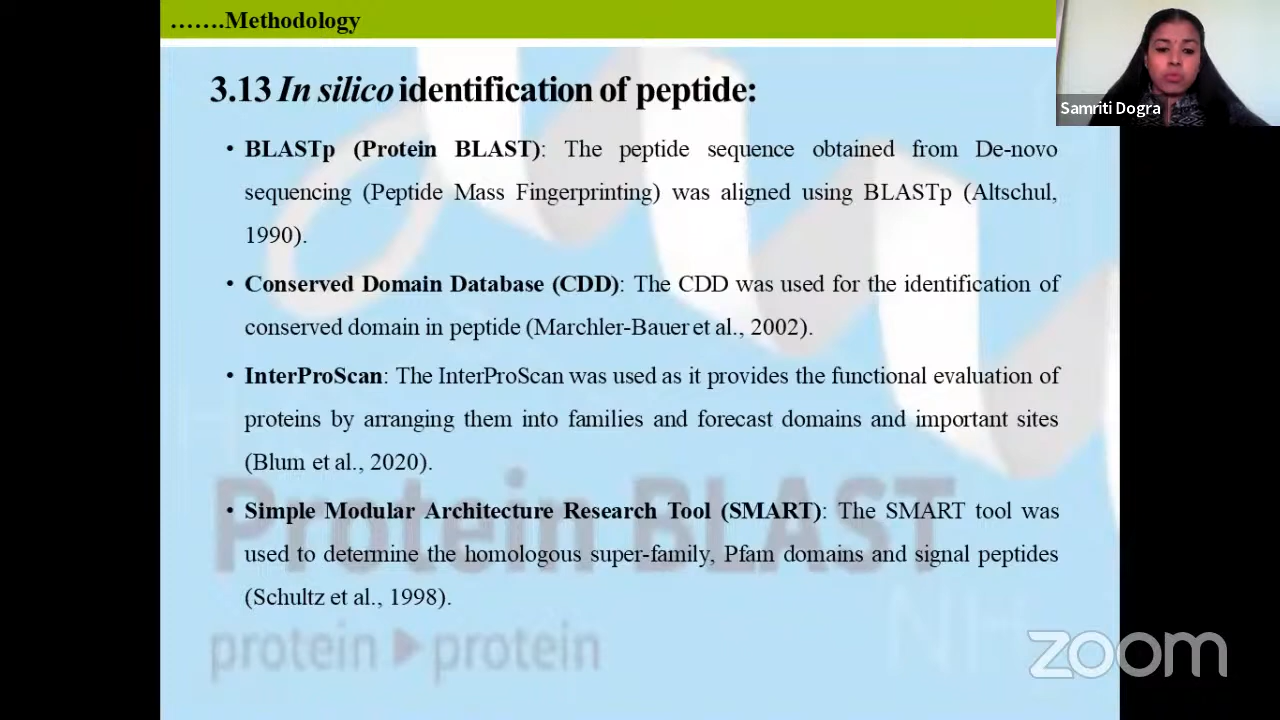 …….Methodology
Samriti Dogra
3.13 In silico identification of peptide:
• BLASTp (Protein BLAST): The peptide sequence obtained from De-novo
sequencing (Peptide Mass Fingerprinting) was aligned using BLASTp (Altschul,
1990).
• Conserved Domain Database (CDD): The CDD was used for the identification of
conserved domain in peptide (Marchler-Bauer et al., 2002).
• InterProScan: The InterProScan was used as it provides the functional evaluation of
proteins by arranging them into families and forecast domains and important sites
(Blum et al., 2020).
Protein BLAST
• Simple Modular Architecture Research Tool (SMART): The SMART tool was
used to determine the homologous super-family, Pfam domains and signal peptides
(Schultz et al., 1998).
protein ▶ protein
zoom